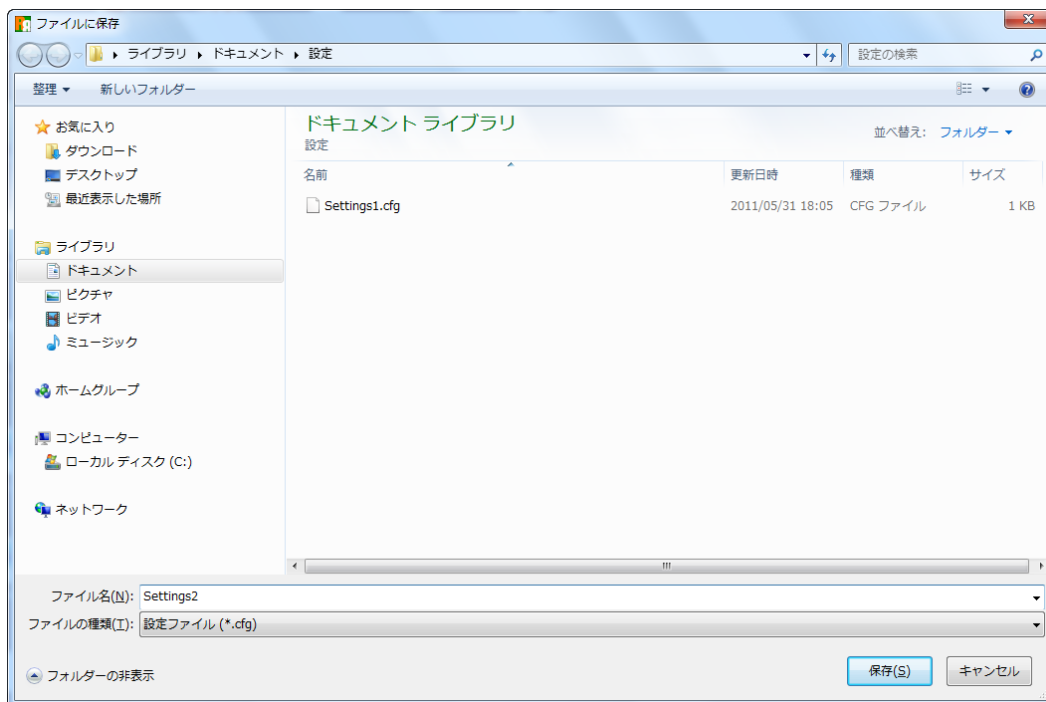 ファイルに保存
ライブラリ ドキュメント 設定 設定の検索
整理 新しいフォルダー
お気に入り
ダウンロード
デスクトップ
最近表示した場所
ライブラリ
ドキュメント
ピクチャ
ビデオ
ミュージック
ホームグループ
コンピューター
ローカル ディスク (C:)
ネットワーク
ドキュメント ライブラリ
設定
並べ替え: フォルダー
名前 更新日時 種類 サイズ
Settings1.cfg 2011/05/31 18:05 CFG ファイル 1 KB
ファイル名(N): Settings2
ファイルの種類(T): 設定ファイル (*.cfg)
フォルダーの非表示 保存(S) キャンセル